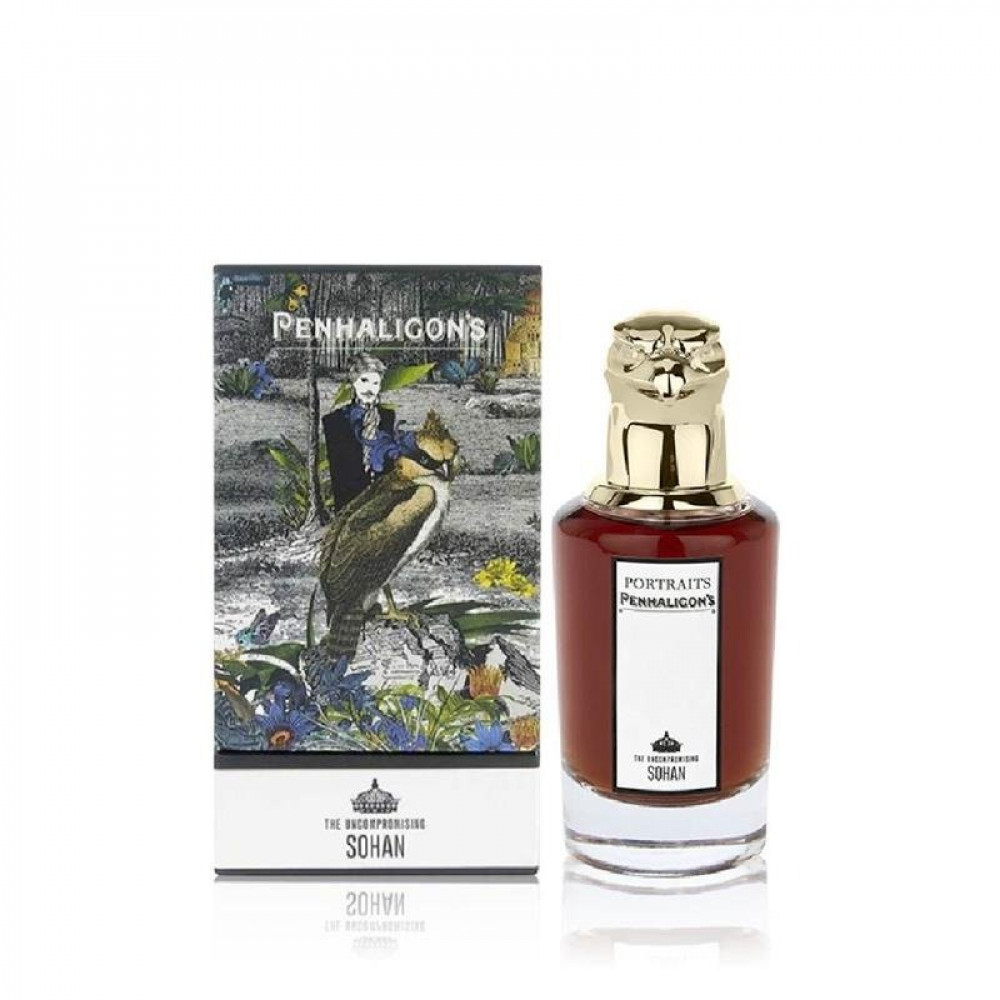 PENHALIGON'S
THE UNCOMPROMISING
SOHAN
PORTRAITS
PENHALIGON'S
THE UNCOMPROMISING
SOHAN